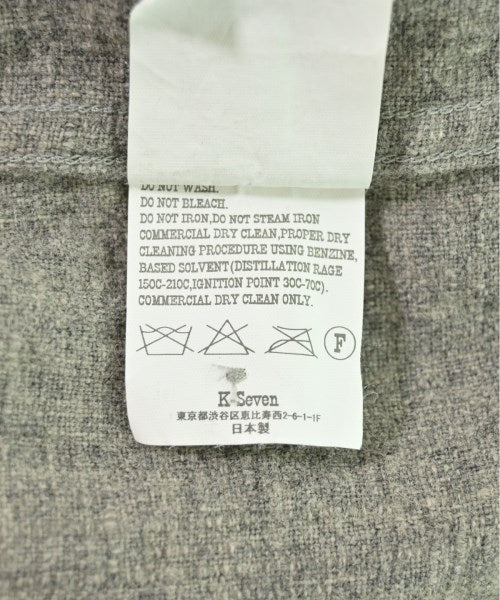 DO NOT WASH.
DO NOT BLEACH.
DO NOT IRON,DO NOT STEAM IRON
COMMERCIAL DRY CLEAN,PROPER DRY
CLEANING PROCEDURE USING BENZINE,
BASED SOLVENT(DISTILLATION RAGE
150C-210C,IGNITION POINT 30C-70C).
COMMERCIAL DRY CLEAN ONLY.
F
K Seven
東京都渋谷区恵比寿西2-6-1-1F
日本製